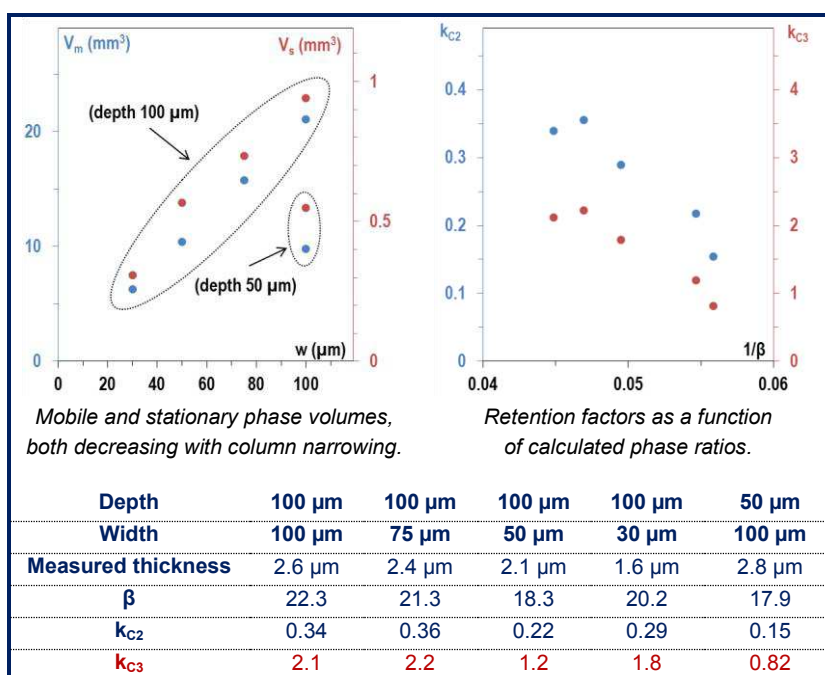 V_m (mm³) V_s (mm³)
20
10
0
1
0.5
0
(depth 100 µm)
(depth 50 µm)
w (µm)
0 20 40 60 80 100
k_C2 k_C3
0.4
0.3
0.2
0.1
0
4
3
2
1
0
1/β
0.04 0.05 0.06
Mobile and stationary phase volumes,
both decreasing with column narrowing.
Retention factors as a function
of calculated phase ratios.
Depth 100 µm 100 µm 100 µm 100 µm 50 µm
Width 100 µm 75 µm 50 µm 30 µm 100 µm
Measured thickness 2.6 µm 2.4 µm 2.1 µm 1.6 µm 2.8 µm
β 22.3 21.3 18.3 20.2 17.9
k_C2 0.34 0.36 0.22 0.29 0.15
k_C3 2.1 2.2 1.2 1.8 0.82